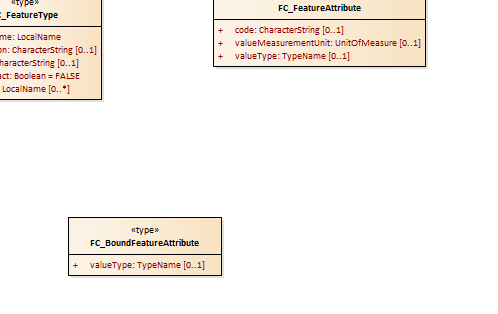 «type»
FC_FeatureAttribute
C_FeatureType
+ code: CharacterString [0..1]
me: LocalName
+ valueMeasurementUnit: UnitOfMeasure [0..1]
on: CharacterString [0..1]
+ valueType: TypeName [0..1]
haracterString [0..1]
act: Boolean = FALSE
LocalName [0..*]
«type»
FC_BoundFeatureAttribute
+ valueType: TypeName [0..1]